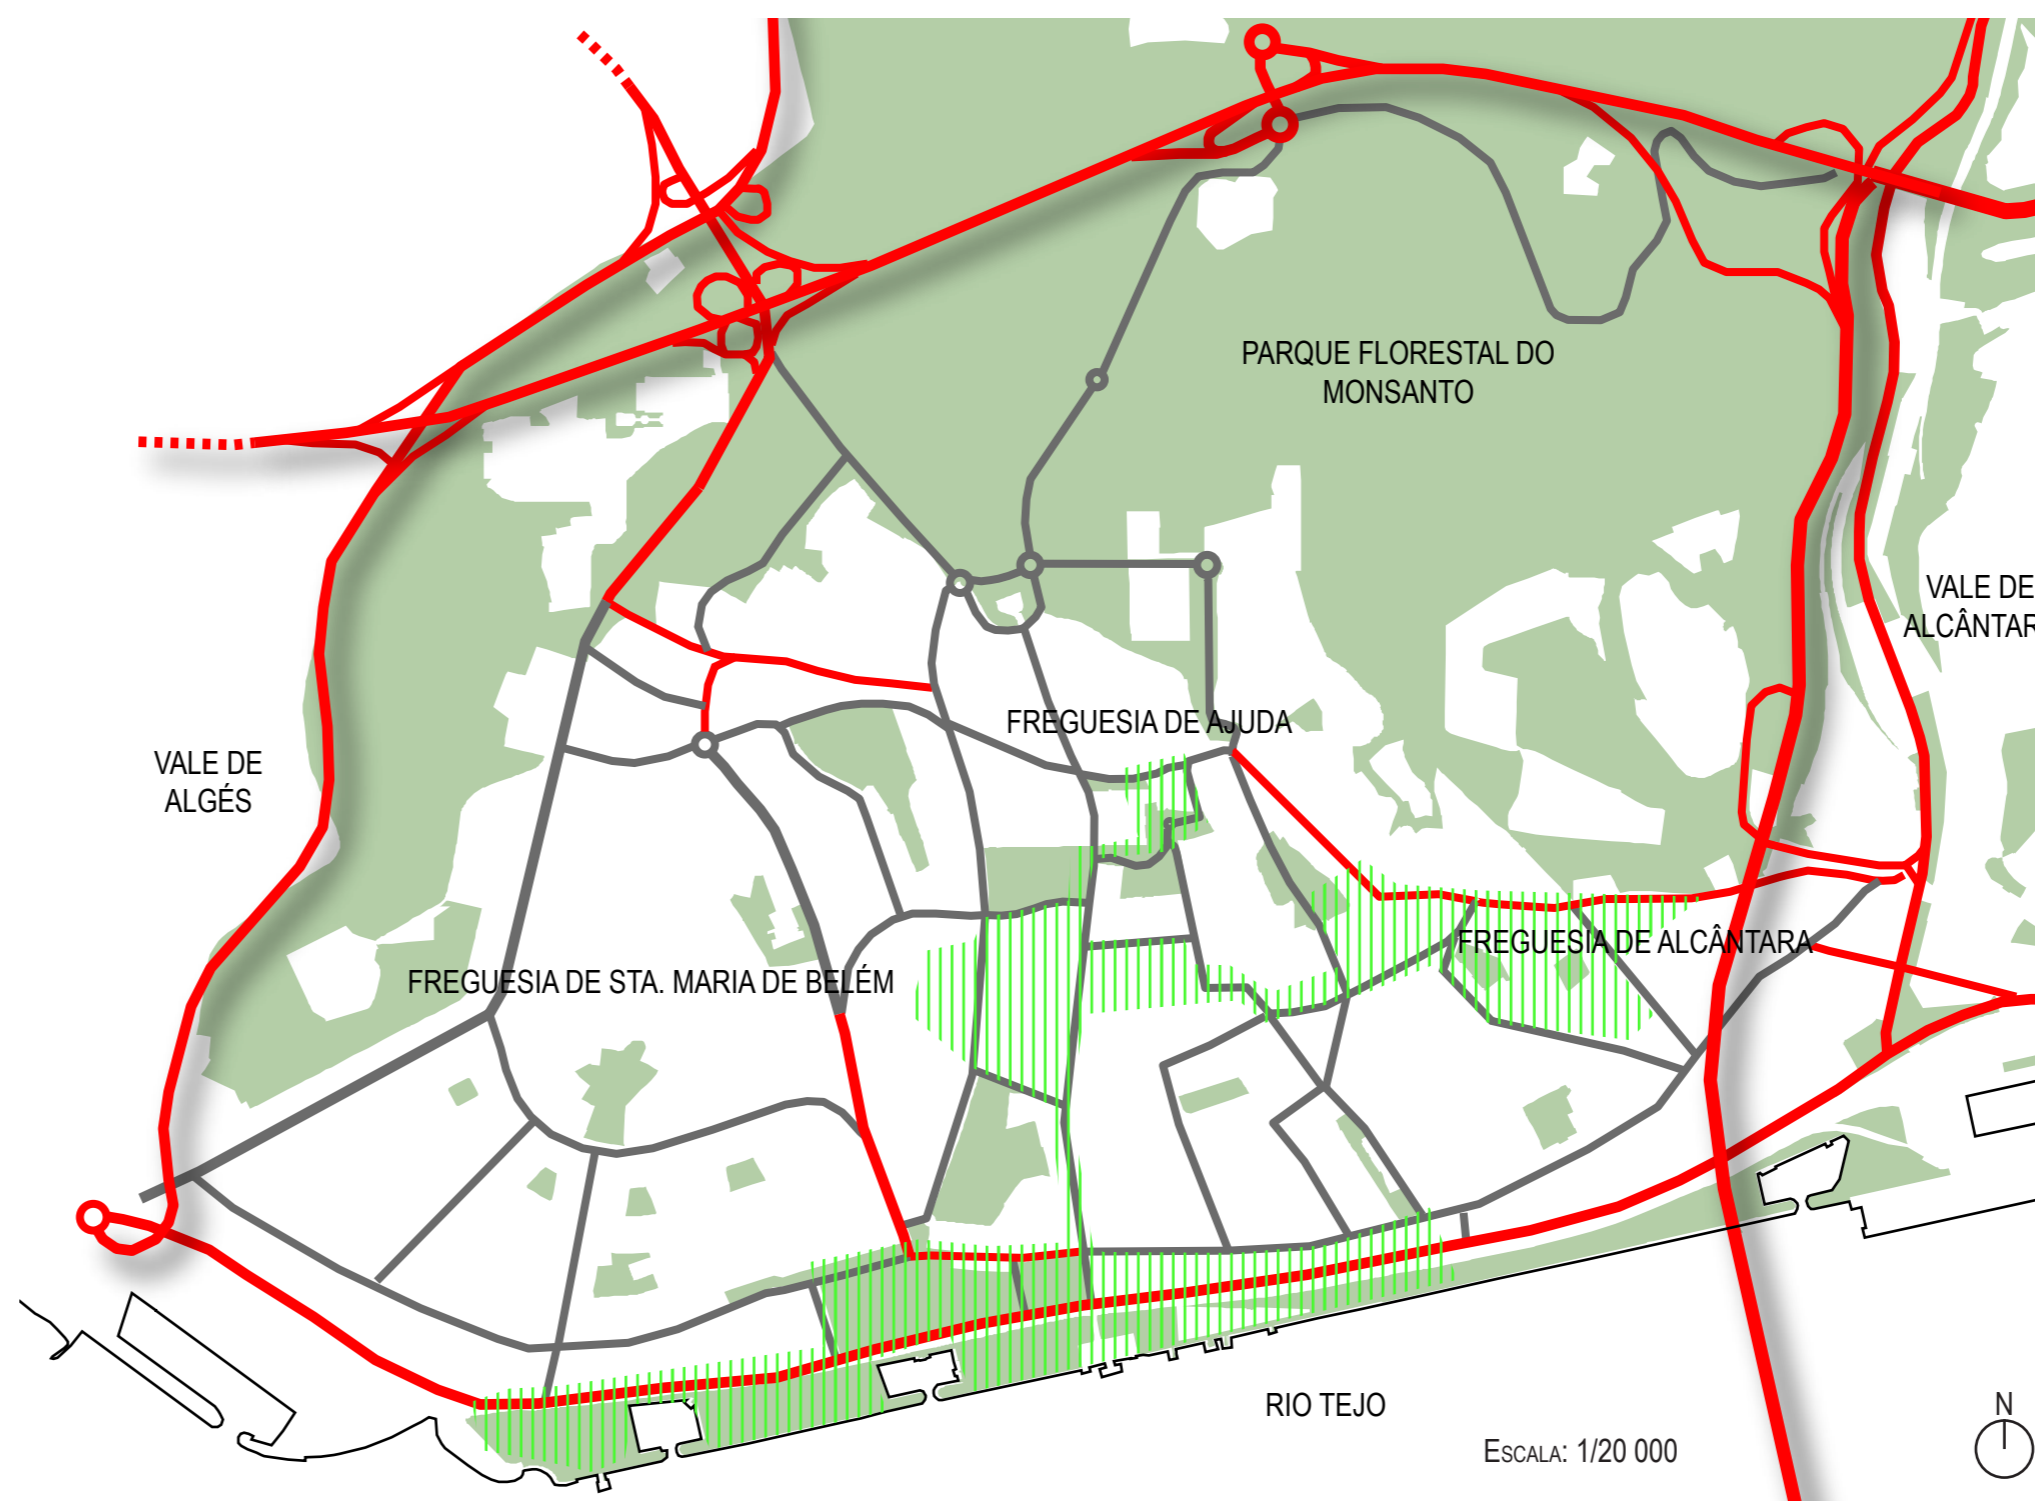 PARQUE FLORESTAL DO
MONSANTO
VALE DE
ALCÂNTAR
FREGUESIA DE AJUDA
VALE DE
ALGÉS
FREGUESIA DE ALCÂNTARA
FREGUESIA DE STA. MARIA DE BELÉM
RIO TEJO
ESCALA: 1/20 000
N